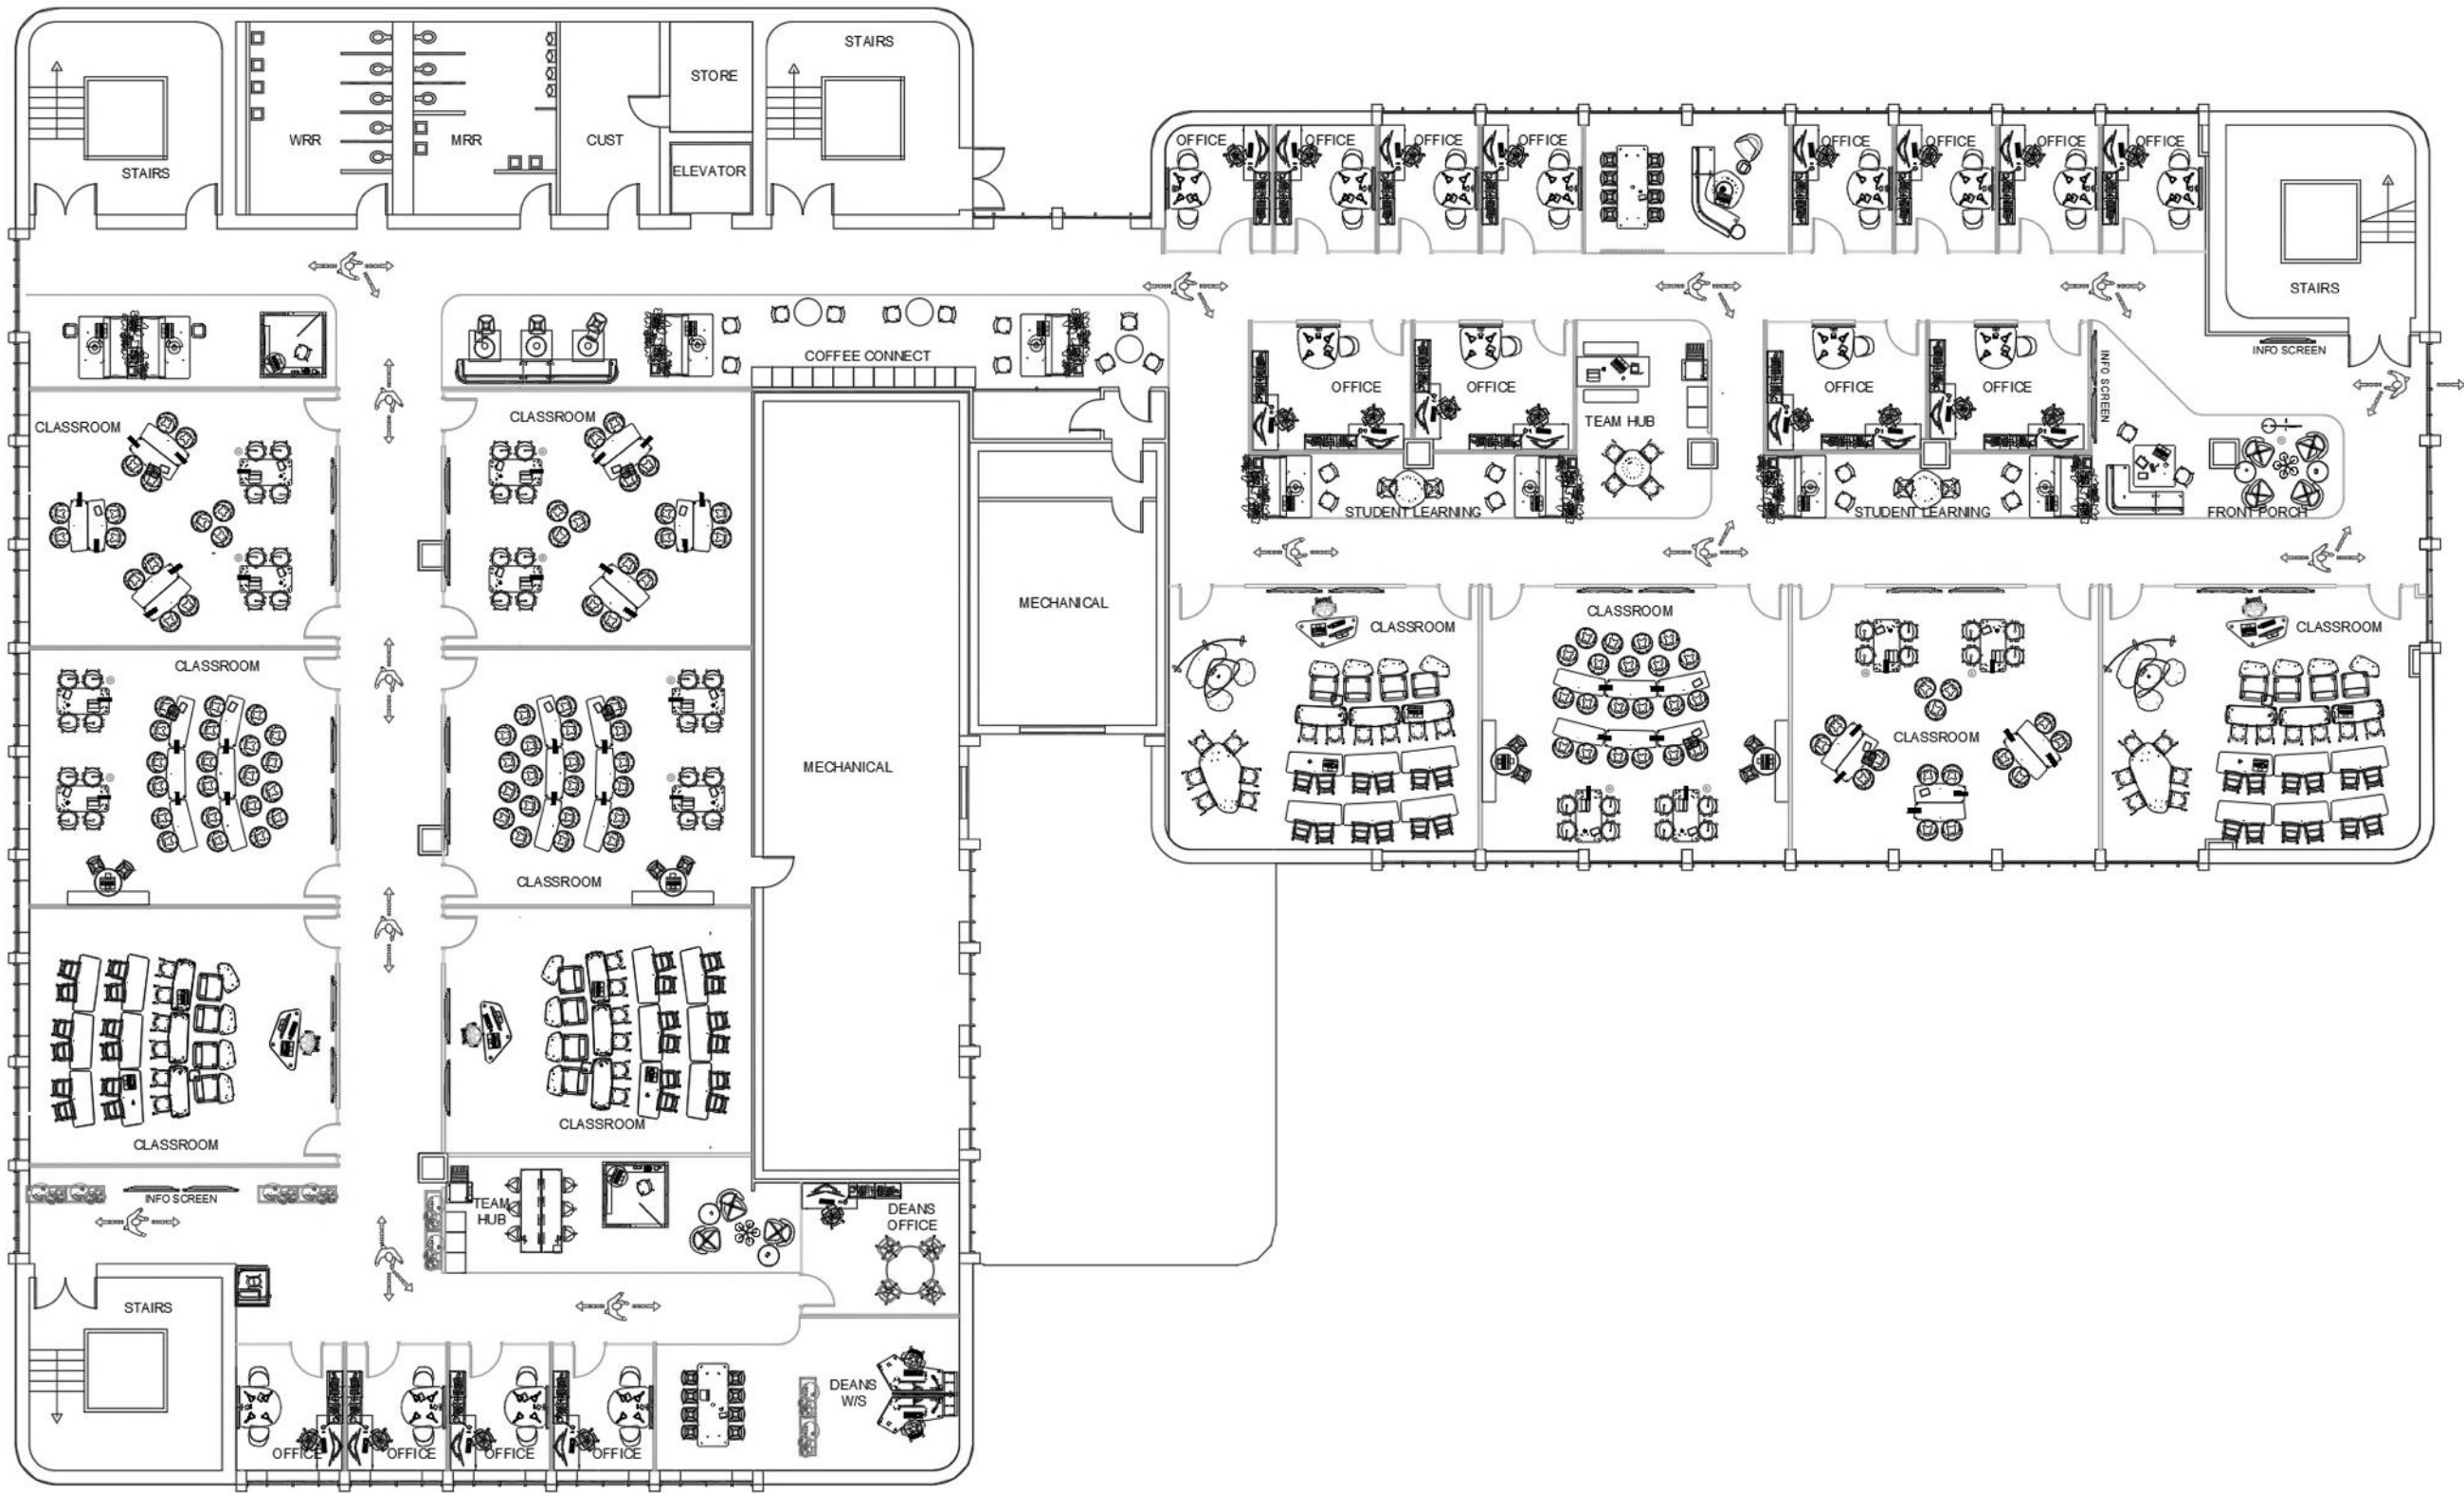 STAIRS
STORE
STAIRS
WRR
MRR
CUST
ELEVATOR
STAIRS
OFFICE
OFFICE
OFFICE
OFFICE
OFFICE
OFFICE
OFFICE
OFFICE
STAIRS
COFFEE CONNECT
INFO SCREEN
INFO SCREEN
OFFICE
OFFICE
OFFICE
OFFICE
CLASSROOM
CLASSROOM
TEAM HUB
STUDENT LEARNING
STUDENT LEARNING
FRONT PORCH
MECHANICAL
CLASSROOM
CLASSROOM
CLASSROOM
CLASSROOM
CLASSROOM
MECHANICAL
CLASSROOM
CLASSROOM
CLASSROOM
CLASSROOM
INFO SCREEN
TEAM
HUB
DEANS
OFFICE
STAIRS
DEANS
W/S
OFFICE
OFFICE
OFFICE
OFFICE